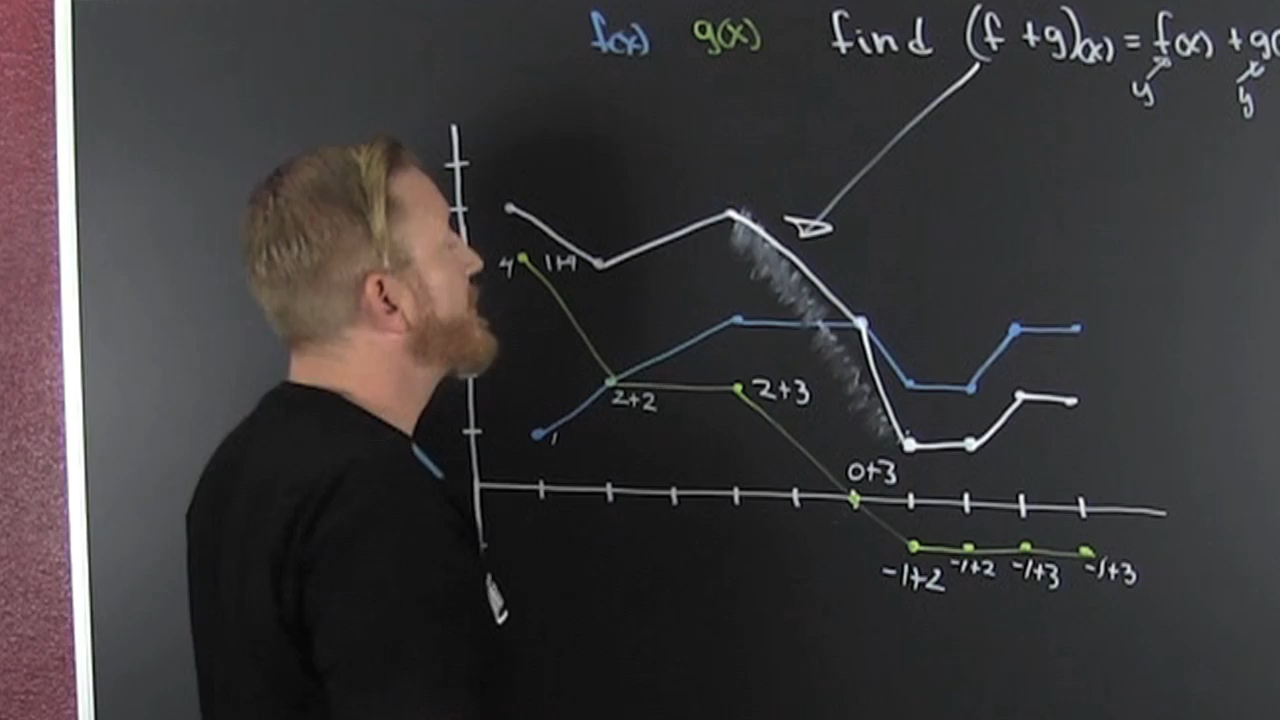 f(x) g(x) find (f+g)(x) = f(x) + g(
y y
4 1+4
1
2+2 2+3
0+3
-1+2 -1+2 -1+3 -1+3